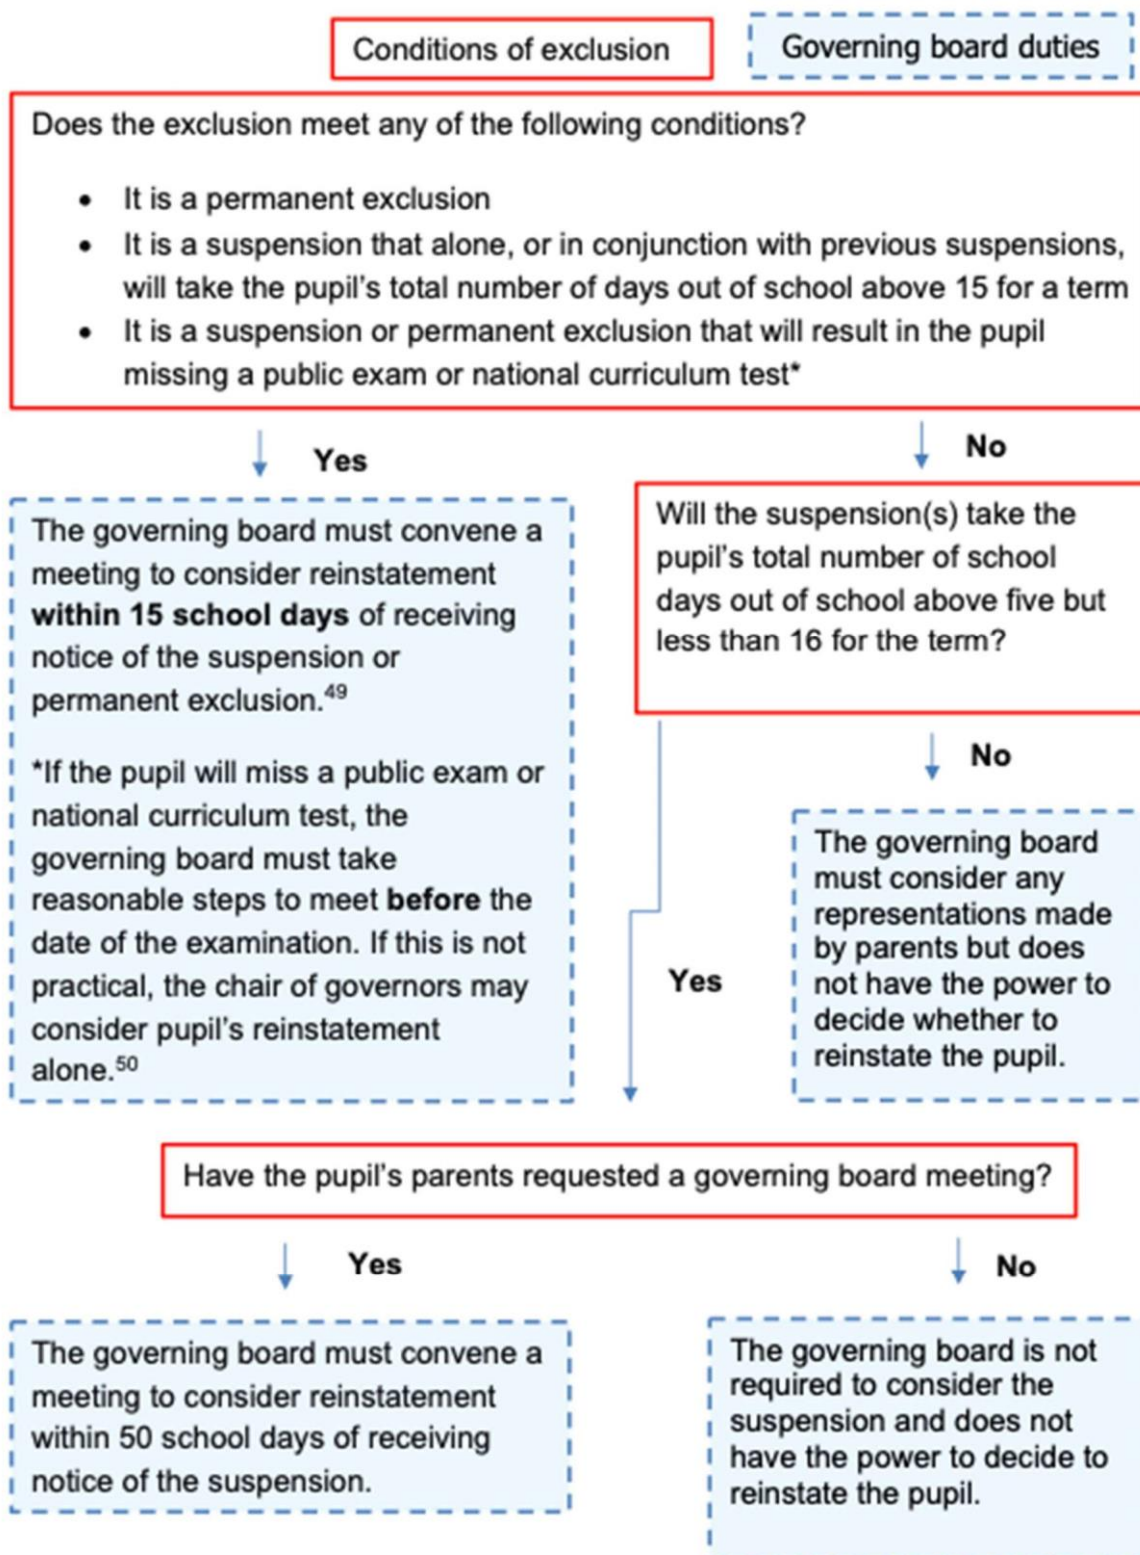 Conditions of exclusion
Governing board duties
Does the exclusion meet any of the following conditions?
• It is a permanent exclusion
• It is a suspension that alone, or in conjunction with previous suspensions,
will take the pupil's total number of days out of school above 15 for a term
• It is a suspension or permanent exclusion that will result in the pupil
missing a public exam or national curriculum test*
Yes
No
The governing board must convene a
meeting to consider reinstatement
within 15 school days of receiving
notice of the suspension or
permanent exclusion.49
*If the pupil will miss a public exam or
national curriculum test, the
governing board must take
reasonable steps to meet before the
date of the examination. If this is not
practical, the chair of governors may
consider pupil's reinstatement
alone.50
Will the suspension(s) take the
pupil's total number of school
days out of school above five but
less than 16 for the term?
No
The governing board
must consider any
representations made
by parents but does
not have the power to
decide whether to
reinstate the pupil.
Yes
Have the pupil's parents requested a governing board meeting?
Yes
No
The governing board must convene a
meeting to consider reinstatement
within 50 school days of receiving
notice of the suspension.
The governing board is not
required to consider the
suspension and does not
have the power to decide to
reinstate the pupil.